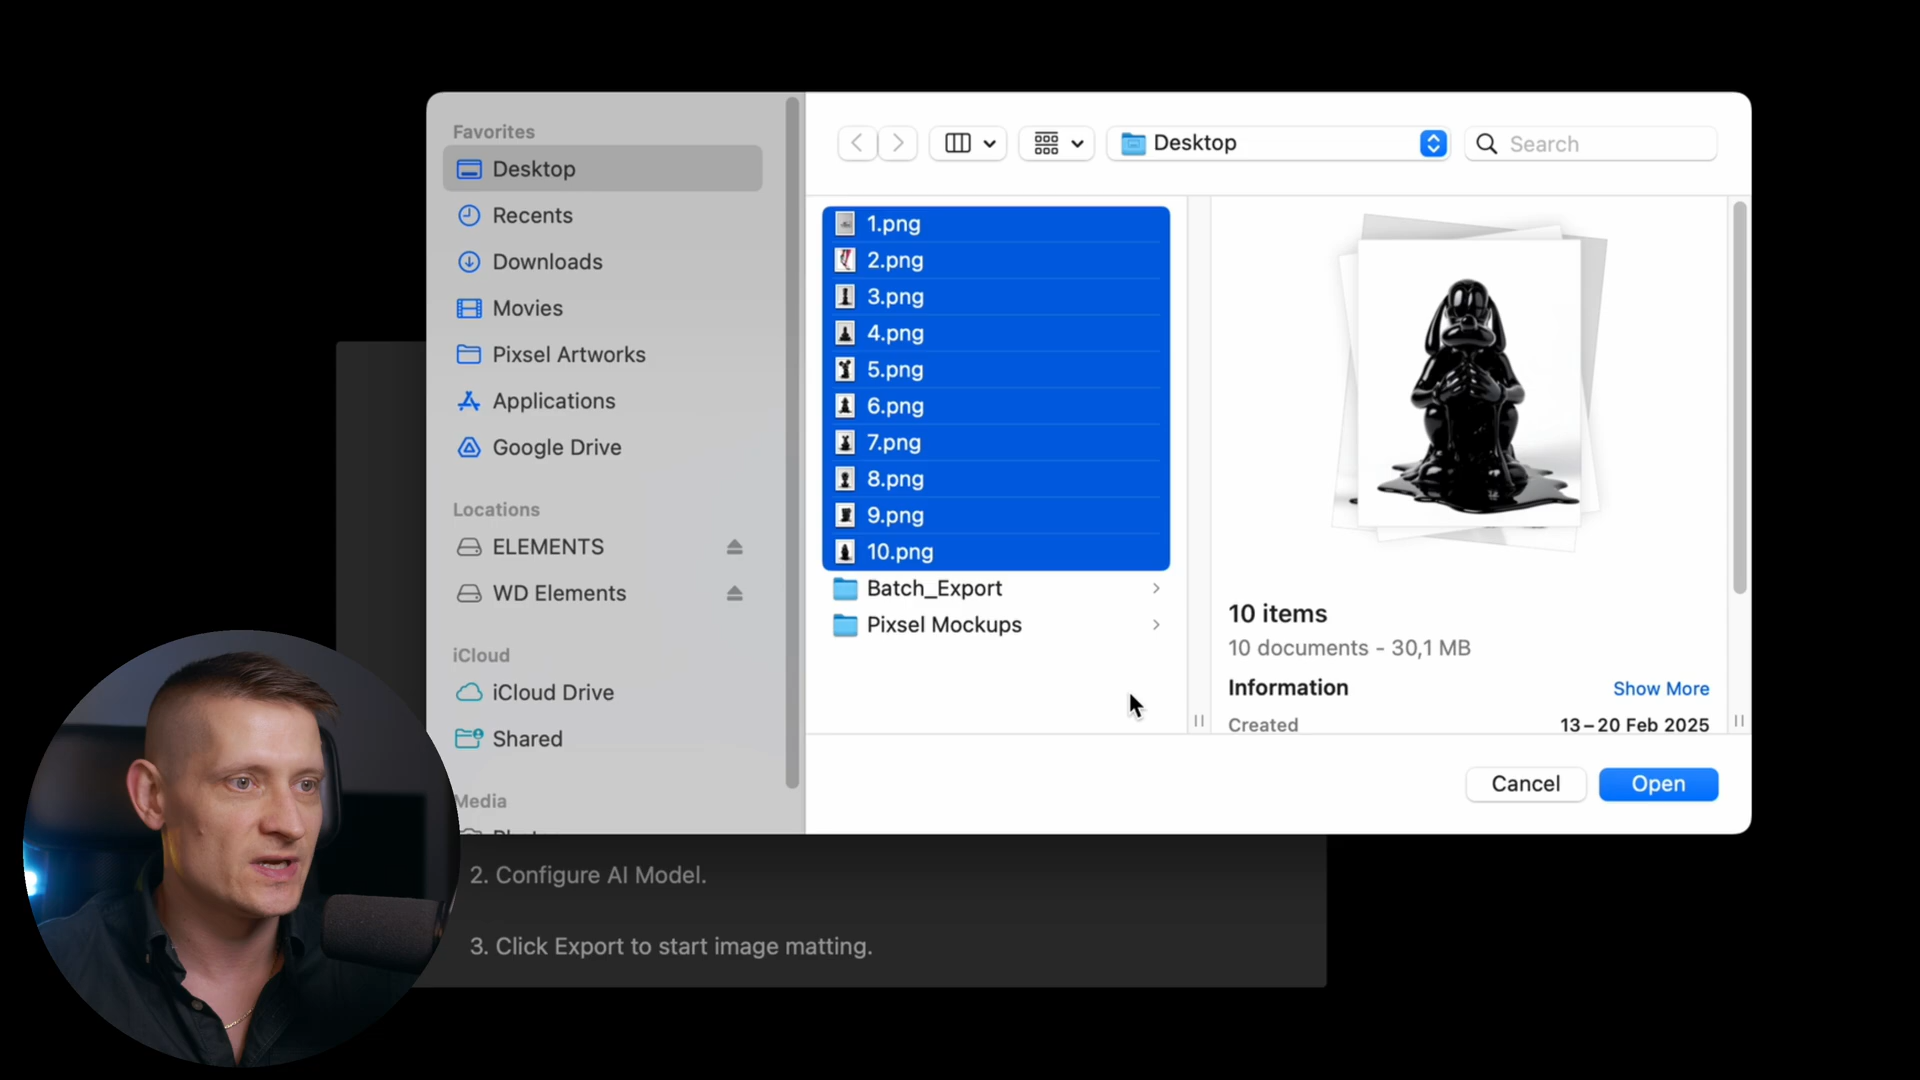 Favorites
Desktop
Recents
Downloads
Movies
Pixsel Artworks
Applications
Google Drive
Locations
ELEMENTS
WD Elements
iCloud
iCloud Drive
Shared
Media
Desktop
Search
1.png
2.png
3.png
4.png
5.png
6.png
7.png
8.png
9.png
10.png
Batch_Export
Pixsel Mockups
10 items
10 documents - 30,1 MB
Information Show More
Created 13–20 Feb 2025
Cancel Open
2. Configure AI Model.
3. Click Export to start image matting.